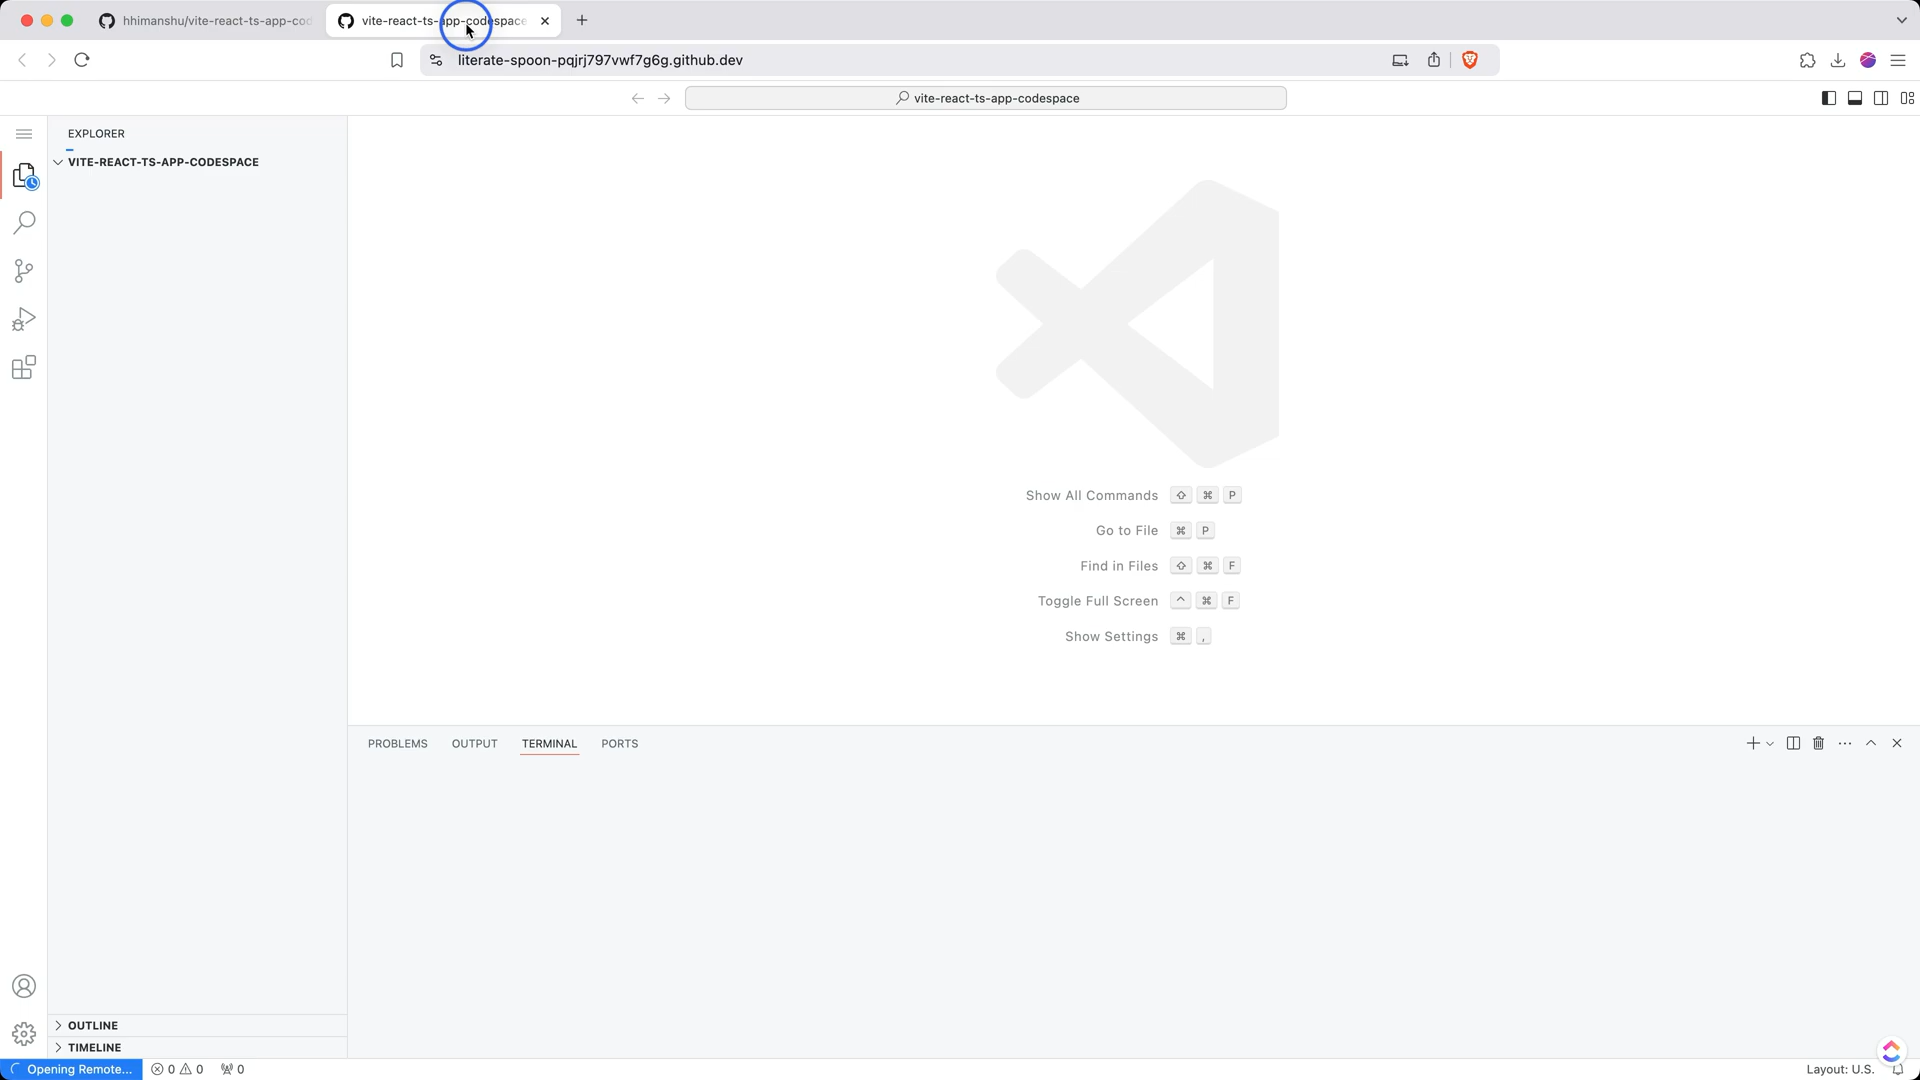 hhimanshu/vite-react-ts-app-cod
vite-react-ts-app-codespace
literate-spoon-pqjrj797vwf7g6g.github.dev
vite-react-ts-app-codespace
EXPLORER
VITE-REACT-TS-APP-CODESPACE
Show All Commands ⇧ ⌘ P
Go to File ⌘ P
Find in Files ⇧ ⌘ F
Toggle Full Screen ^ ⌘ F
Show Settings ⌘ ,
PROBLEMS OUTPUT TERMINAL PORTS
OUTLINE
TIMELINE
Opening Remote... 0 0 0 Layout: U.S.